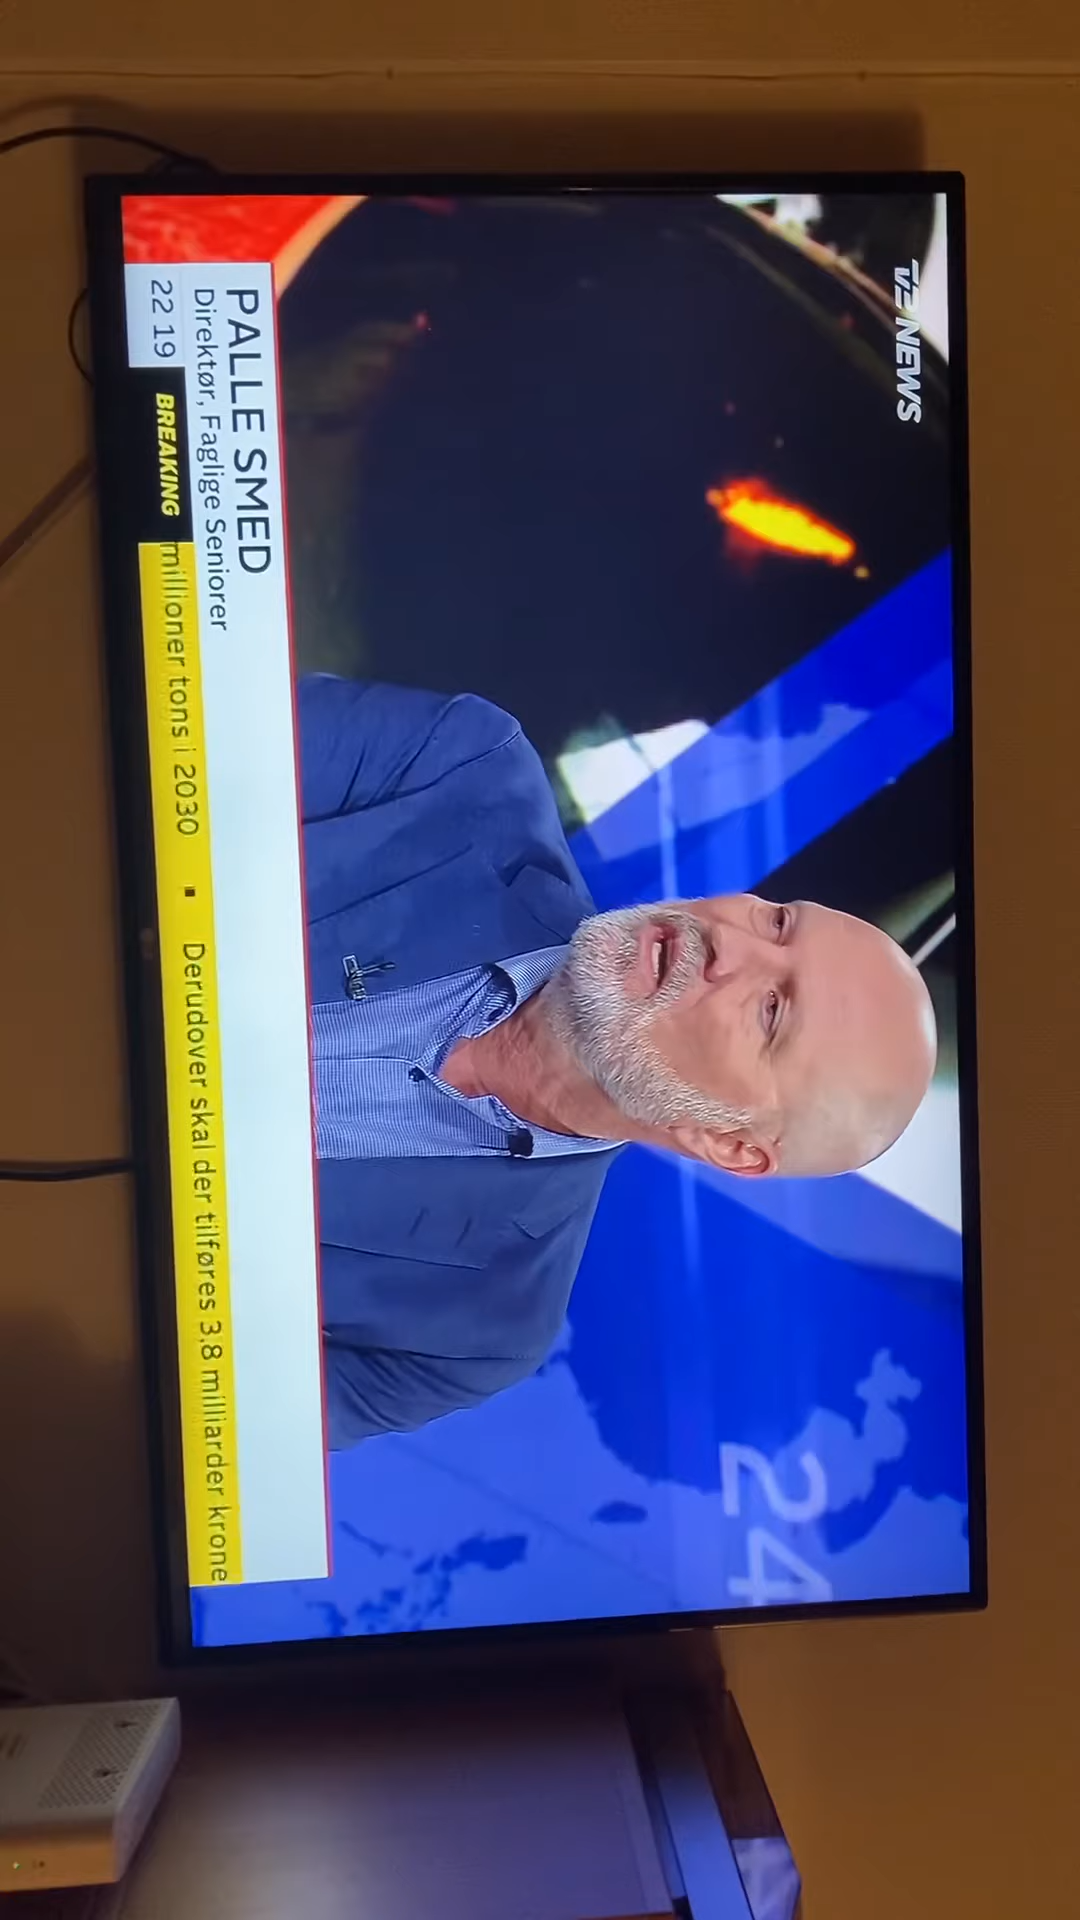 TV2 NEWS
24
PALLE SMED
Direktør, Faglige Seniorer
22 19 BREAKING millioner tons i 2030 ▪ Derudover skal der tilføres 3,8 milliarder krone